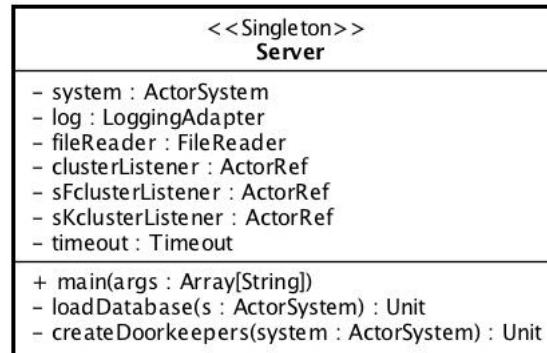 <<Singleton>>
Server
– system : ActorSystem
– log : LoggingAdapter
– fileReader : FileReader
– clusterListener : ActorRef
– sFclusterListener : ActorRef
– sKclusterListener : ActorRef
– timeout : Timeout
+ main(args : Array[String])
– loadDatabase(s : ActorSystem) : Unit
– createDoorkeepers(system : ActorSystem) : Unit